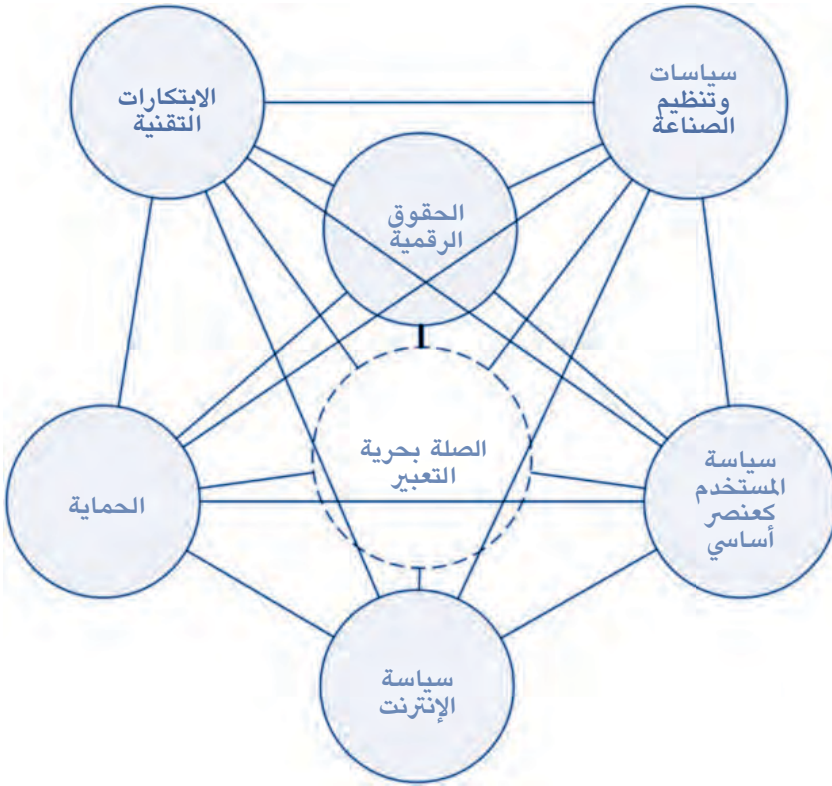 سياسات
وتنظيم
الصناعة
الابتكارات
التقنية
الحقوق
الرقمية
الصلة بحرية
التعبير
سياسة
المستخدم
كعنصر
أساسي
الحماية
سياسة
الإنترنت